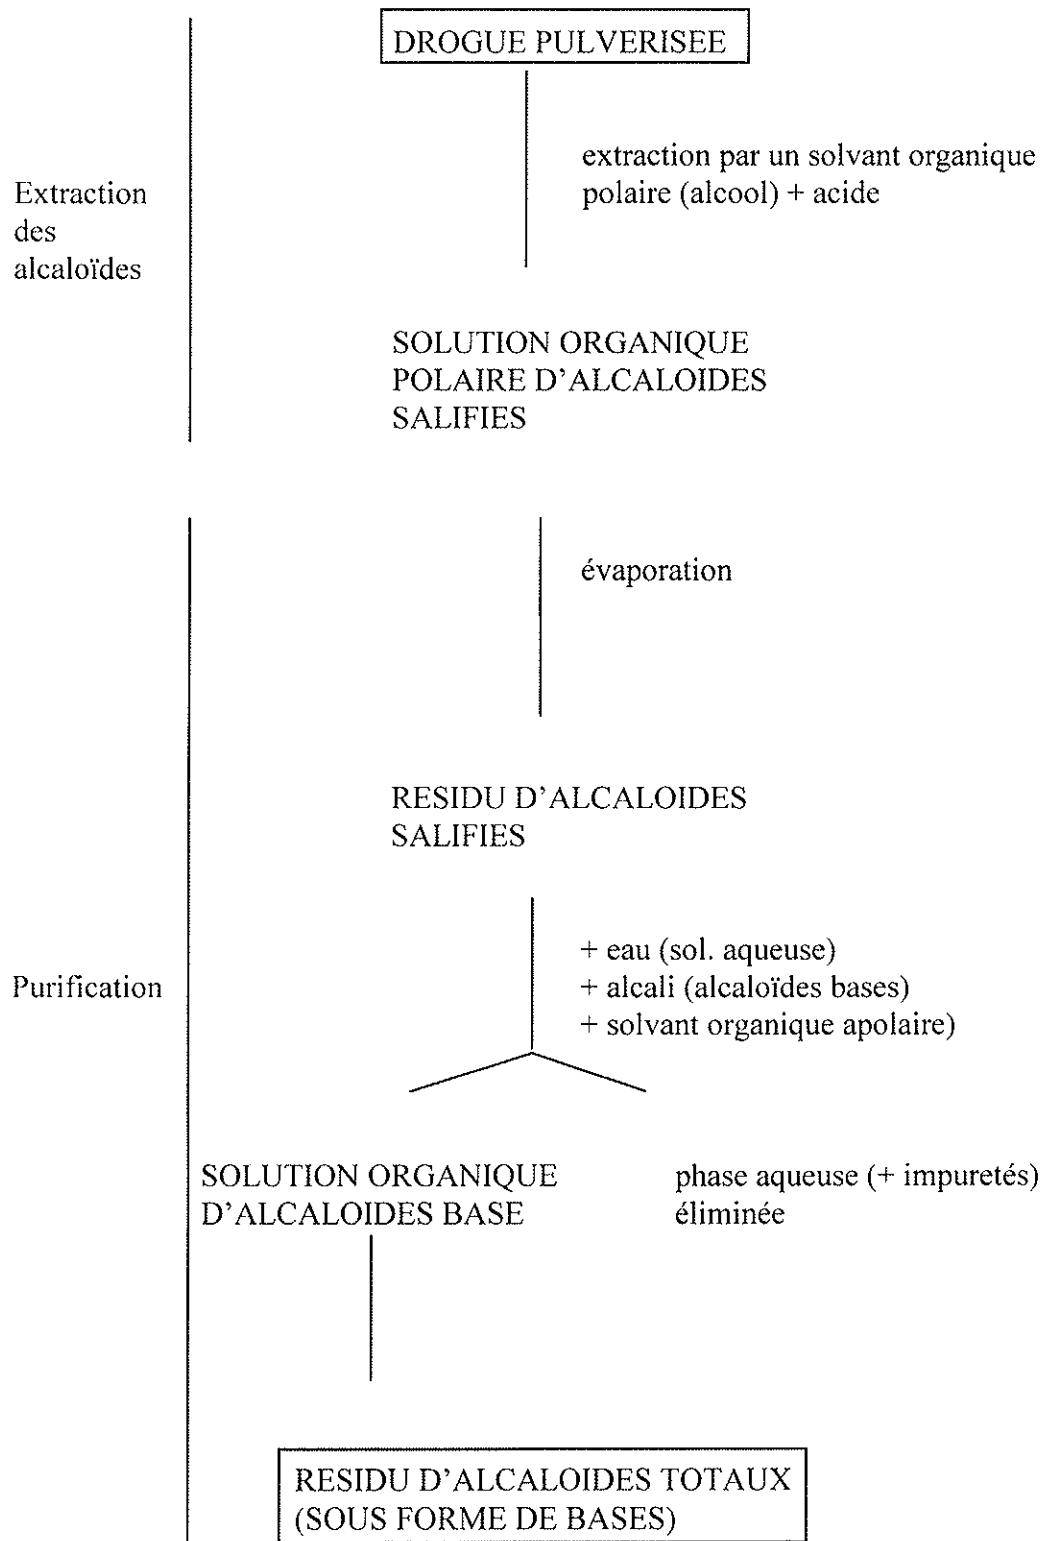 DROGUE PULVERISEE
extraction par un solvant organique
polaire (alcool) + acide
Extraction
des
alcaloïdes
SOLUTION ORGANIQUE
POLAIRE D'ALCALOIDES
SALIFIES
évaporation
RESIDU D'ALCALOIDES
SALIFIES
+ eau (sol. aqueuse)
+ alcali (alcaloïdes bases)
+ solvant organique apolaire)
Purification
SOLUTION ORGANIQUE
D'ALCALOIDES BASE
phase aqueuse (+ impuretés)
éliminée
RESIDU D'ALCALOIDES TOTAUX
(SOUS FORME DE BASES)